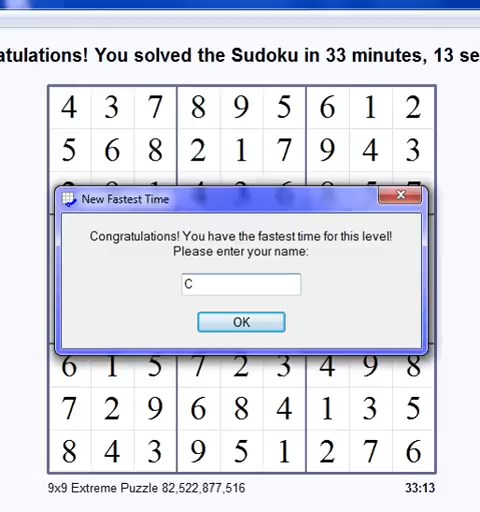 atulations! You solved the Sudoku in 33 minutes, 13 se
4 3 7 8 9 5 6 1 2
5 6 8 2 1 7 9 4 3
New Fastest Time
Congratulations! You have the fastest time for this level!
Please enter your name:
C
OK
6 1 5 7 2 3 4 9 8
7 2 9 6 8 4 1 3 5
8 4 3 9 5 1 2 7 6
9x9 Extreme Puzzle 82,522,877,516 33:13